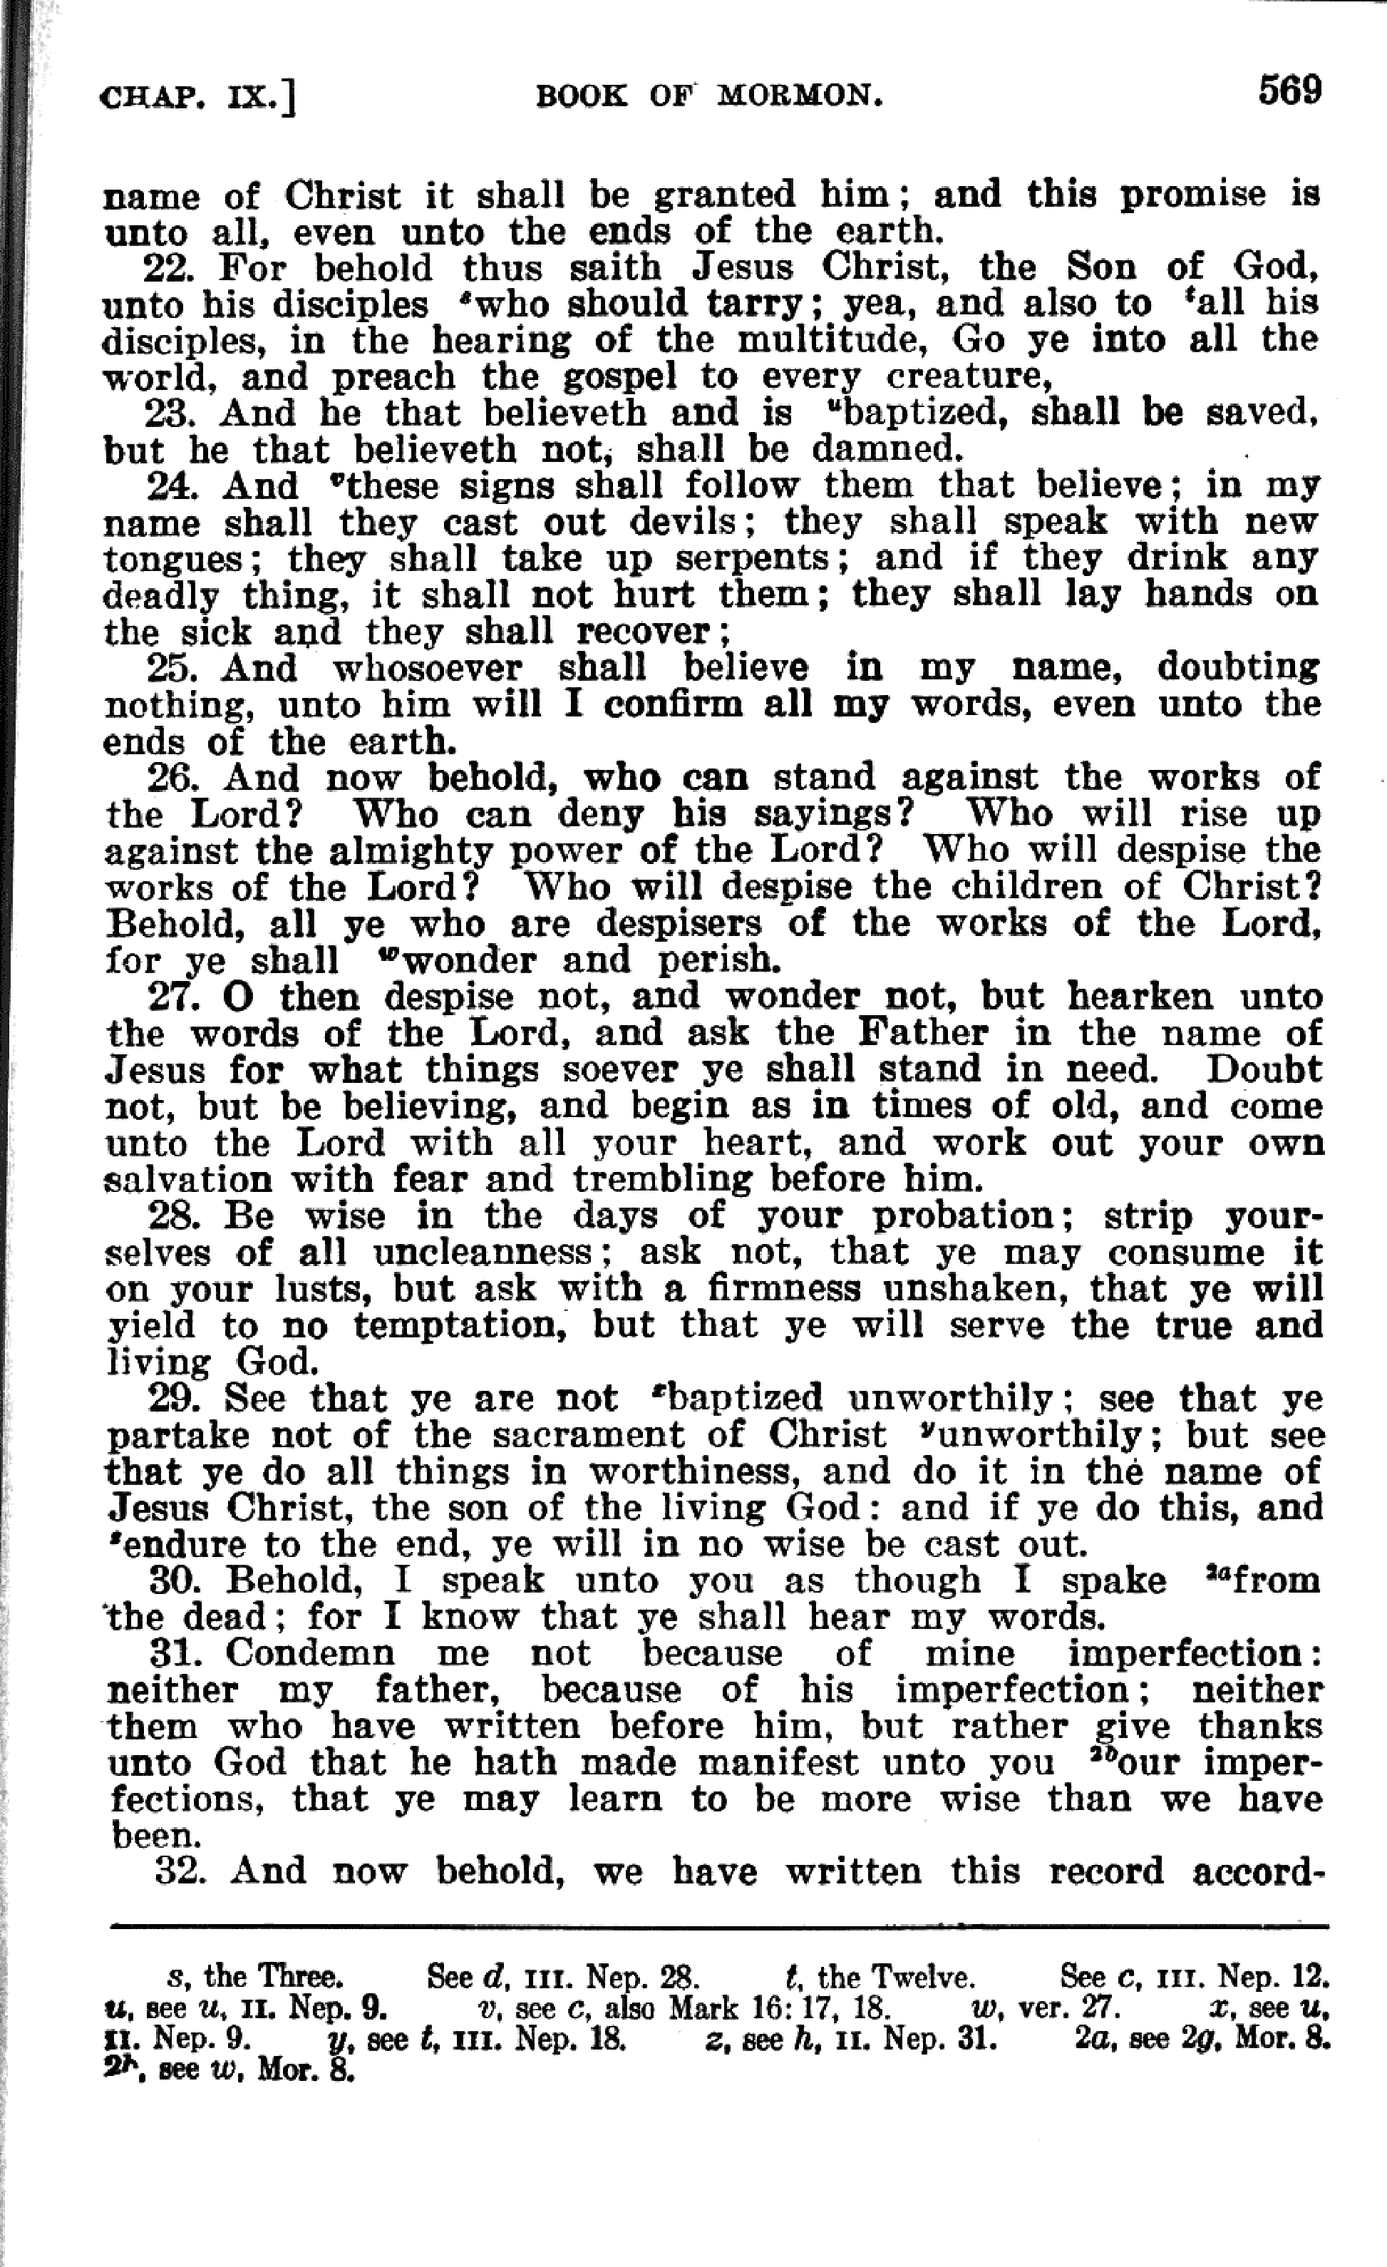 CHAP. IX.] BOOK OF MORMON. 569
name of Christ it shall be granted him; and this promise is
unto all, even unto the ends of the earth.
22. For behold thus saith Jesus Christ, the Son of God,
unto his disciples ˢwho should tarry; yea, and also to ᵗall his
disciples, in the hearing of the multitude, Go ye into all the
world, and preach the gospel to every creature,
23. And he that believeth and is ᵘbaptized, shall be saved,
but he that believeth not, shall be damned.
24. And ᵛthese signs shall follow them that believe; in my
name shall they cast out devils; they shall speak with new
tongues; they shall take up serpents; and if they drink any
deadly thing, it shall not hurt them; they shall lay hands on
the sick and they shall recover;
25. And whosoever shall believe in my name, doubting
nothing, unto him will I confirm all my words, even unto the
ends of the earth.
26. And now behold, who can stand against the works of
the Lord? Who can deny his sayings? Who will rise up
against the almighty power of the Lord? Who will despise the
works of the Lord? Who will despise the children of Christ?
Behold, all ye who are despisers of the works of the Lord,
for ye shall ʷwonder and perish.
27. O then despise not, and wonder not, but hearken unto
the words of the Lord, and ask the Father in the name of
Jesus for what things soever ye shall stand in need. Doubt
not, but be believing, and begin as in times of old, and come
unto the Lord with all your heart, and work out your own
salvation with fear and trembling before him.
28. Be wise in the days of your probation; strip your-
selves of all uncleanness; ask not, that ye may consume it
on your lusts, but ask with a firmness unshaken, that ye will
yield to no temptation, but that ye will serve the true and
living God.
29. See that ye are not ˣbaptized unworthily; see that ye
partake not of the sacrament of Christ ʸunworthily; but see
that ye do all things in worthiness, and do it in the name of
Jesus Christ, the son of the living God: and if ye do this, and
ᶻendure to the end, ye will in no wise be cast out.
30. Behold, I speak unto you as though I spake ²ᵃfrom
the dead; for I know that ye shall hear my words.
31. Condemn me not because of mine imperfection:
neither my father, because of his imperfection; neither
them who have written before him, but rather give thanks
unto God that he hath made manifest unto you ²ᵇour imper-
fections, that ye may learn to be more wise than we have
been.
32. And now behold, we have written this record accord-
s, the Three. See d, III. Nep. 28. t, the Twelve. See c, III. Nep. 12.
u, see u, II. Nep. 9. v, see c, also Mark 16: 17, 18. w, ver. 27. x, see u,
II. Nep. 9. y, see t, III. Nep. 18. z, see h, II. Nep. 31. 2a, see 2g, Mor. 8.
2h, see w, Mor. 8.